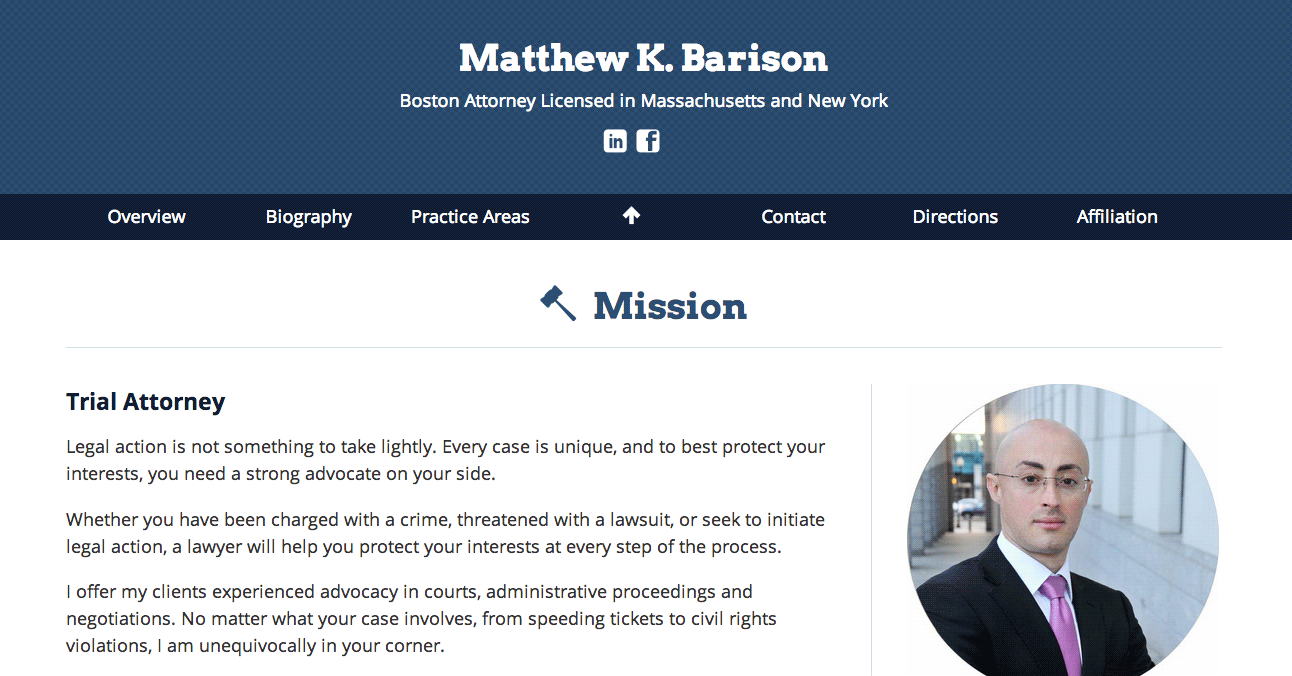 Matthew K. Barison
Boston Attorney Licensed in Massachusetts and New York
in f
Overview Biography Practice Areas Contact Directions Affiliation
Mission
Trial Attorney
Legal action is not something to take lightly. Every case is unique, and to best protect your
interests, you need a strong advocate on your side.
Whether you have been charged with a crime, threatened with a lawsuit, or seek to initiate
legal action, a lawyer will help you protect your interests at every step of the process.
I offer my clients experienced advocacy in courts, administrative proceedings and
negotiations. No matter what your case involves, from speeding tickets to civil rights
violations, I am unequivocally in your corner.